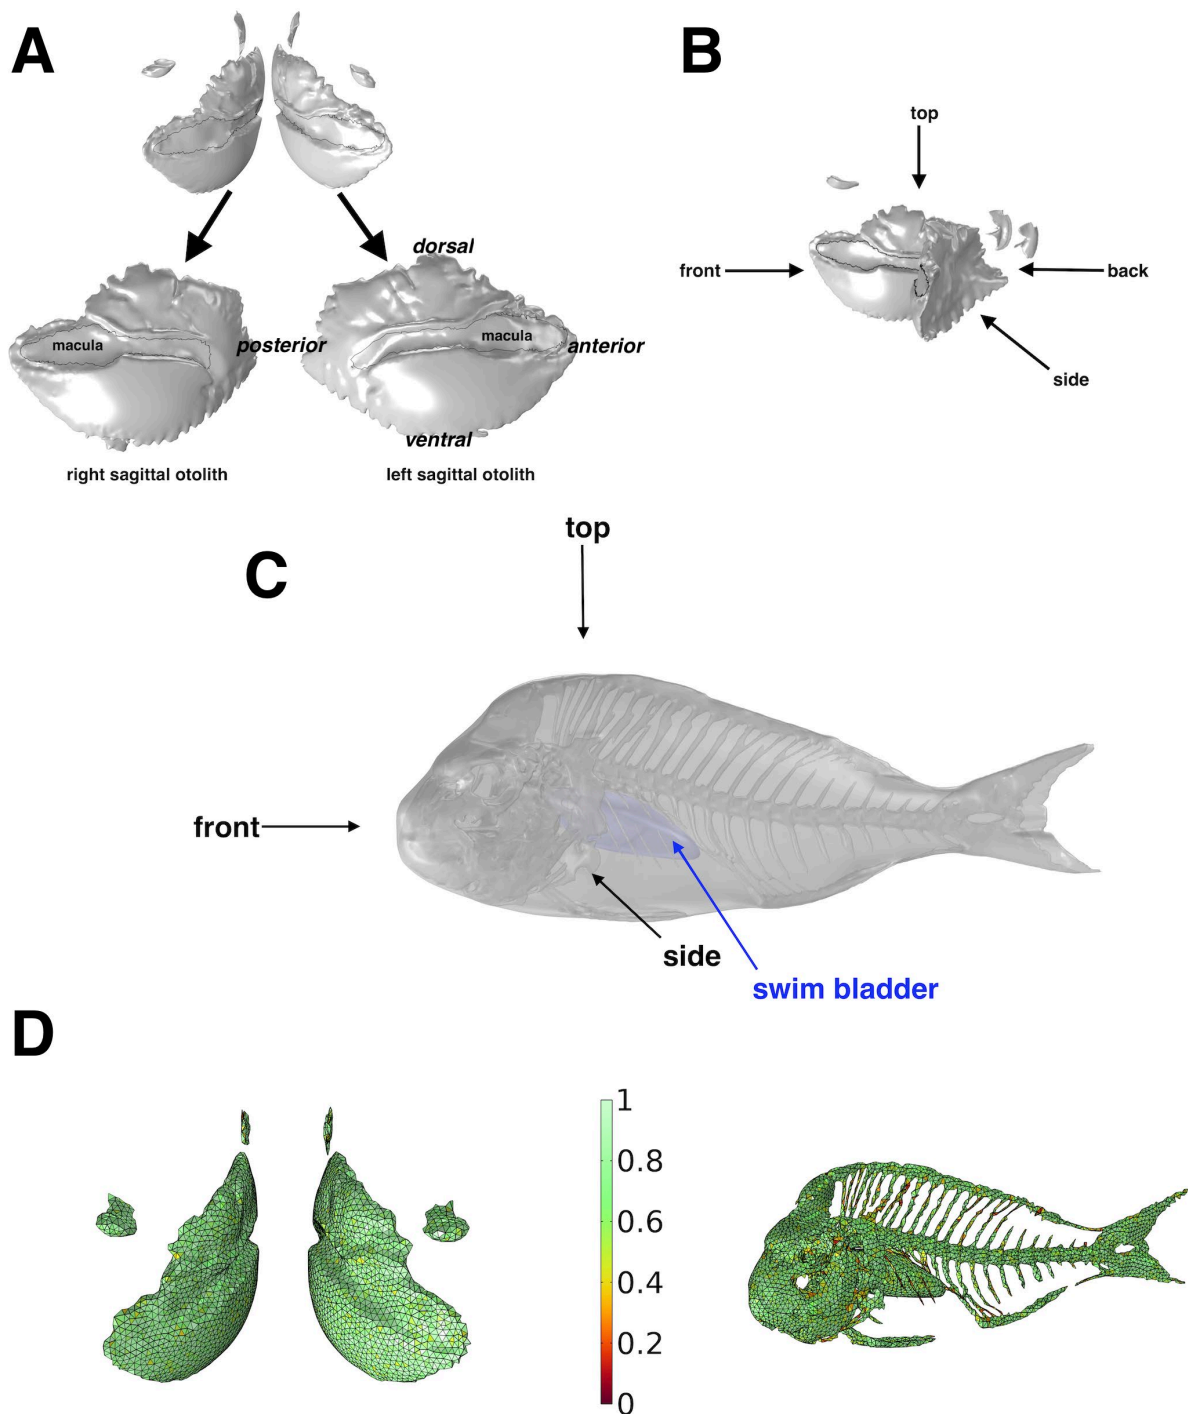 A
B
top
dorsal
front
back
macula
posterior
macula
anterior
side
ventral
right sagittal otolith
left sagittal otolith
top
C
front
side
swim bladder
D
1
0.8
0.6
0.4
0.2
0